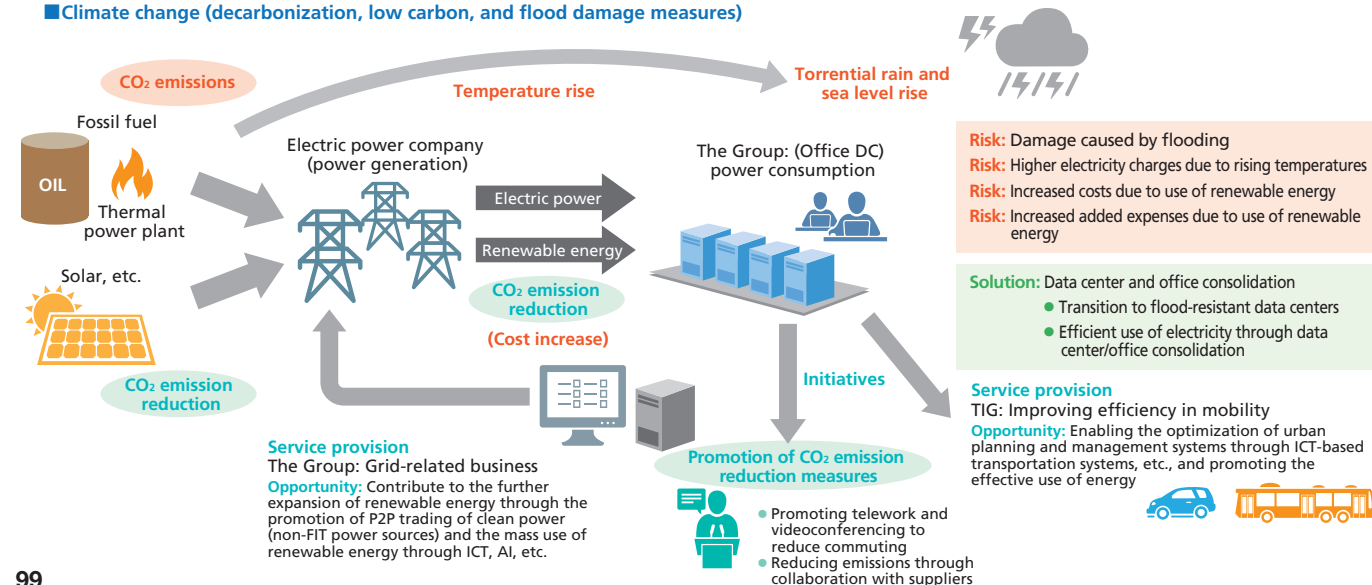 ■Climate change (decarbonization, low carbon, and flood damage measures)
CO₂ emissions
Temperature rise
Torrential rain and
sea level rise
Fossil fuel
OIL
Thermal
power plant
Solar, etc.
CO₂ emission
reduction
Electric power company
(power generation)
Electric power
Renewable energy
CO₂ emission
reduction
(Cost increase)
The Group: (Office DC)
power consumption
Risk: Damage caused by flooding
Risk: Higher electricity charges due to rising temperatures
Risk: Increased costs due to use of renewable energy
Risk: Increased added expenses due to use of renewable
energy
Solution: Data center and office consolidation
● Transition to flood-resistant data centers
● Efficient use of electricity through data
center/office consolidation
Service provision
The Group: Grid-related business
Opportunity: Contribute to the further
expansion of renewable energy through the
promotion of P2P trading of clean power
(non-FIT power sources) and the mass use of
renewable energy through ICT, AI, etc.
Initiatives
Promotion of CO₂ emission
reduction measures
● Promoting telework and
videoconferencing to
reduce commuting
● Reducing emissions through
collaboration with suppliers
Service provision
TIG: Improving efficiency in mobility
Opportunity: Enabling the optimization of urban
planning and management systems through ICT-based
transportation systems, etc., and promoting the
effective use of energy
99